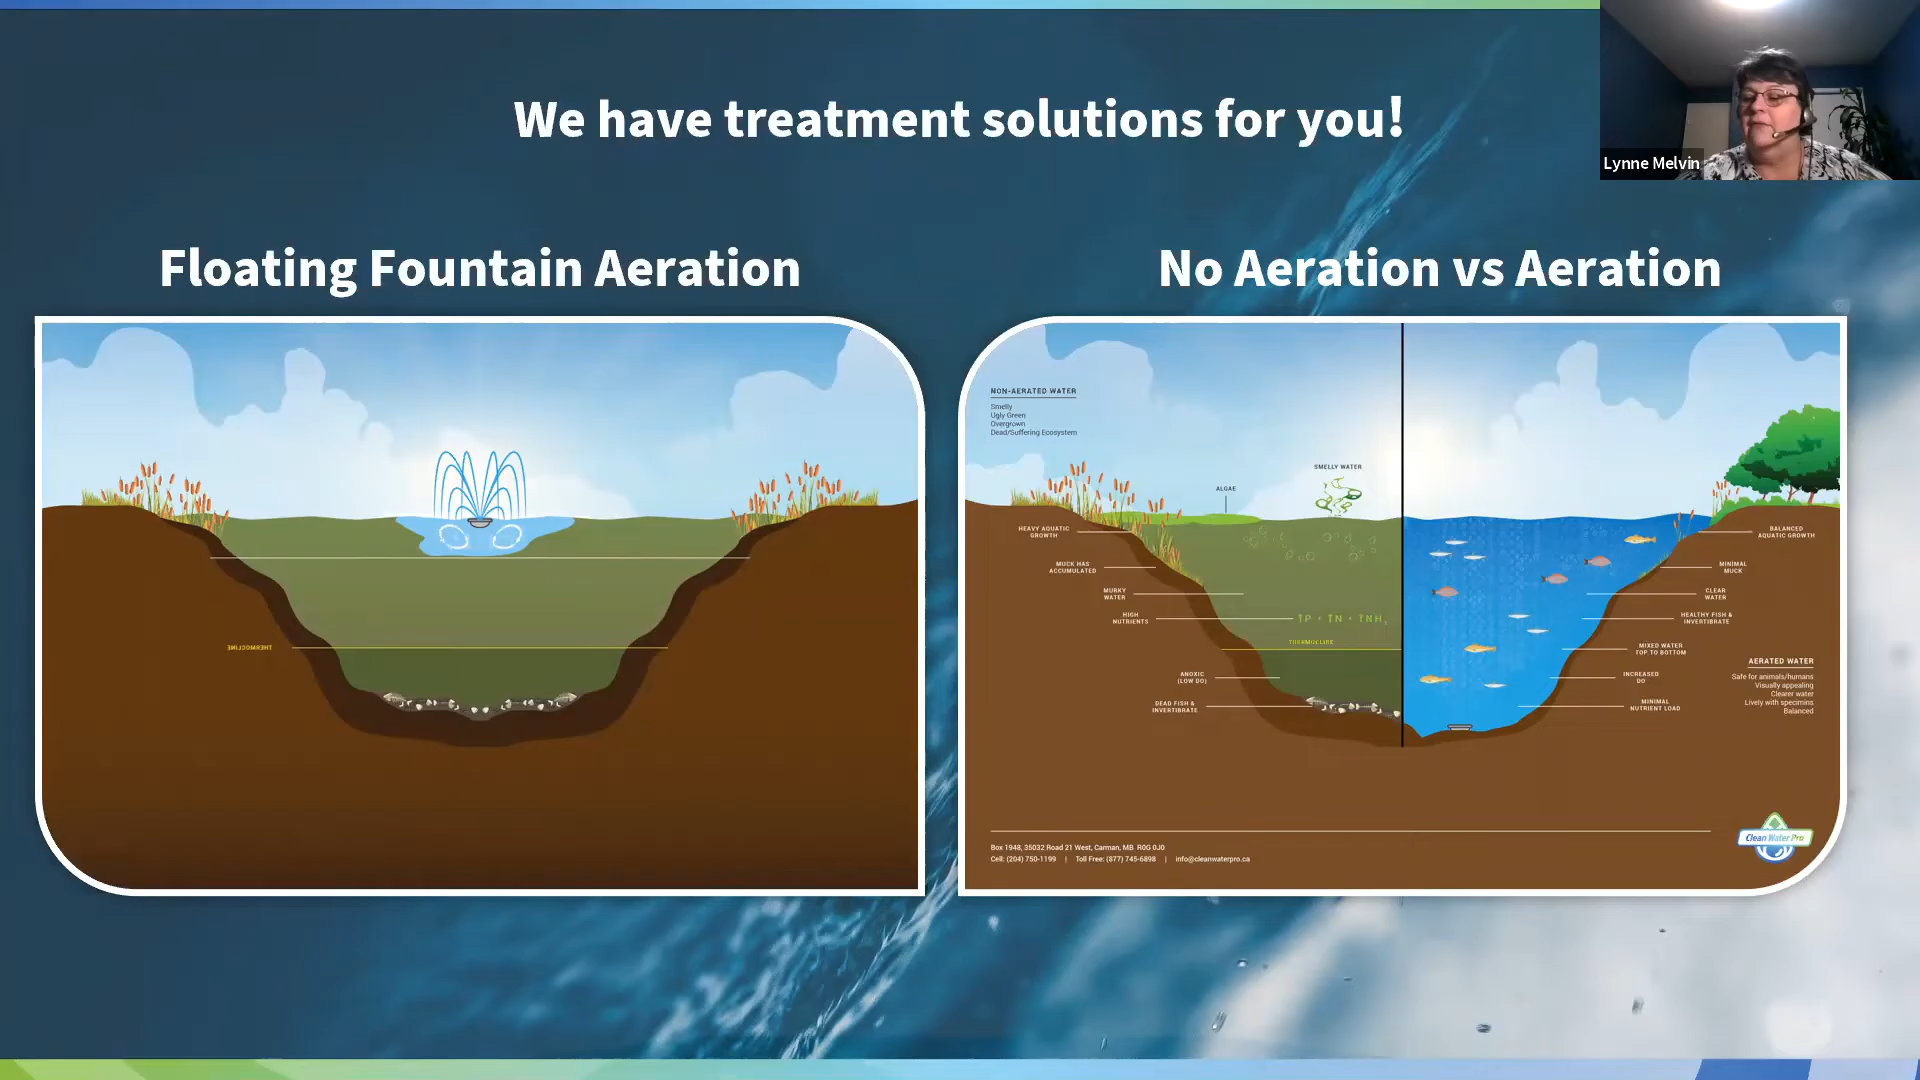 We have treatment solutions for you!
Lynne Melvin
Floating Fountain Aeration
THERMOCLINE
No Aeration vs Aeration
NON-AERATED WATER
Smelly
Ugly Green
Overgrown
Dead/Suffering Ecosystem
SMELLY WATER
ALGAE
HEAVY AQUATIC
GROWTH
MUCK HAS
ACCUMULATED
MURKY
WATER
HIGH
NUTRIENTS
TP • TN • TNH₃
THERMOCLINE
ANOXIC
(LOW DO)
DEAD FISH &
INVERTIBRATE
BALANCED
AQUATIC GROWTH
MINIMAL
MUCK
CLEAR
WATER
HEALTHY FISH &
INVERTIBRATE
MIXED WATER
TOP TO BOTTOM
INCREASED
DO
MINIMAL
NUTRIENT LOAD
AERATED WATER
Safe for animals/humans
Visually appealing
Clearer water
Lively with specimins
Balanced
Box 1948, 35032 Road 21 West, Carman, MB R0G 0J0
Cell: (204) 750-1199 | Toll Free: (877) 745-6898 | info@cleanwaterpro.ca
Clean Water Pro